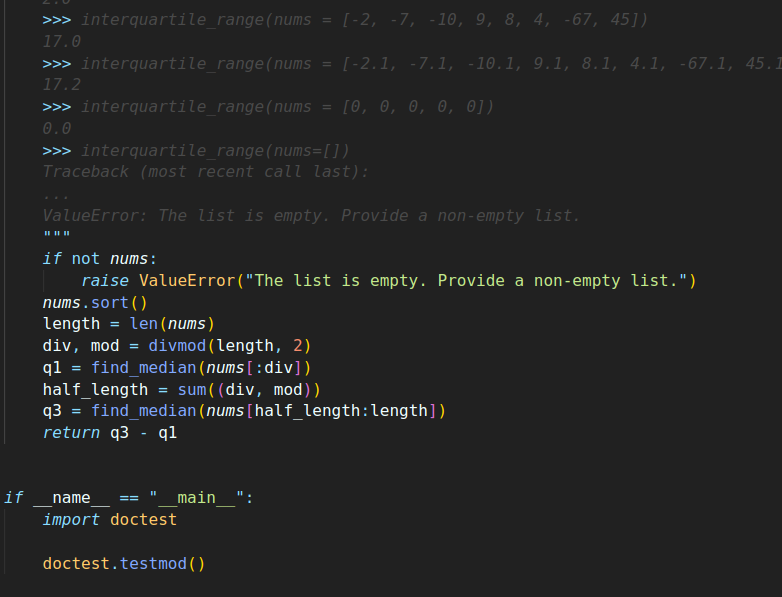 2.0
>>> interquartile_range(nums = [-2, -7, -10, 9, 8, 4, -67, 45])
17.0
>>> interquartile_range(nums = [-2.1, -7.1, -10.1, 9.1, 8.1, 4.1, -67.1, 45.1
17.2
>>> interquartile_range(nums = [0, 0, 0, 0, 0])
0.0
>>> interquartile_range(nums=[])
Traceback (most recent call last):
...
ValueError: The list is empty. Provide a non-empty list.
"""
if not nums:
    raise ValueError("The list is empty. Provide a non-empty list.")
nums.sort()
length = len(nums)
div, mod = divmod(length, 2)
q1 = find_median(nums[:div])
half_length = sum((div, mod))
q3 = find_median(nums[half_length:length])
return q3 - q1
if __name__ == "__main__":
    import doctest
    doctest.testmod()